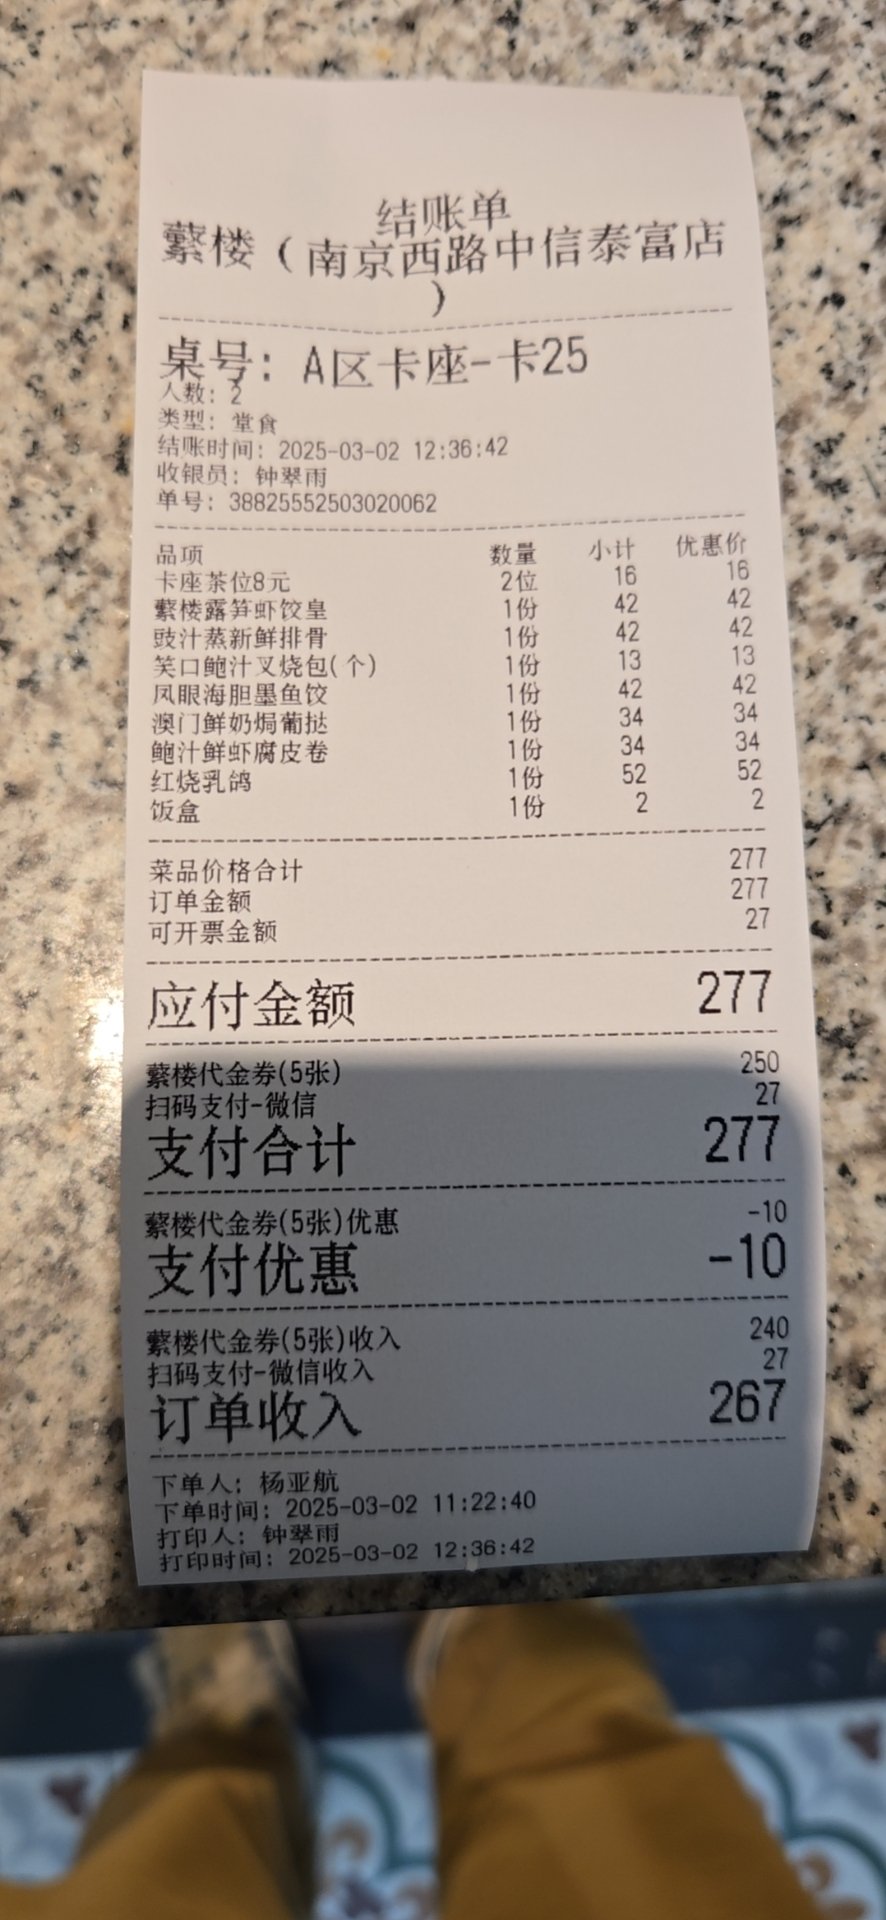 结账单
蘩楼（南京西路中信泰富店
）
桌号：A区卡座-卡25
人数：2
类型：堂食
结账时间：2025-03-02 12:36:42
收银员：钟翠雨
单号：38825552503020062
品项 数量 小计 优惠价
卡座茶位8元 2位 16 16
蘩楼露笋虾饺皇 1份 42 42
豉汁蒸新鲜排骨 1份 42 42
笑口鲍汁叉烧包(个) 1份 13 13
凤眼海胆墨鱼饺 1份 42 42
澳门鲜奶焗葡挞 1份 34 34
鲍汁鲜虾腐皮卷 1份 34 34
红烧乳鸽 1份 52 52
饭盒 1份 2 2
菜品价格合计 277
订单金额 277
可开票金额 27
应付金额 277
蘩楼代金券(5张) 250
扫码支付-微信 27
支付合计 277
蘩楼代金券(5张)优惠 -10
支付优惠 -10
蘩楼代金券(5张)收入 240
扫码支付-微信收入 27
订单收入 267
下单人：杨亚航
下单时间：2025-03-02 11:22:40
打印人：钟翠雨
打印时间：2025-03-02 12:36:42